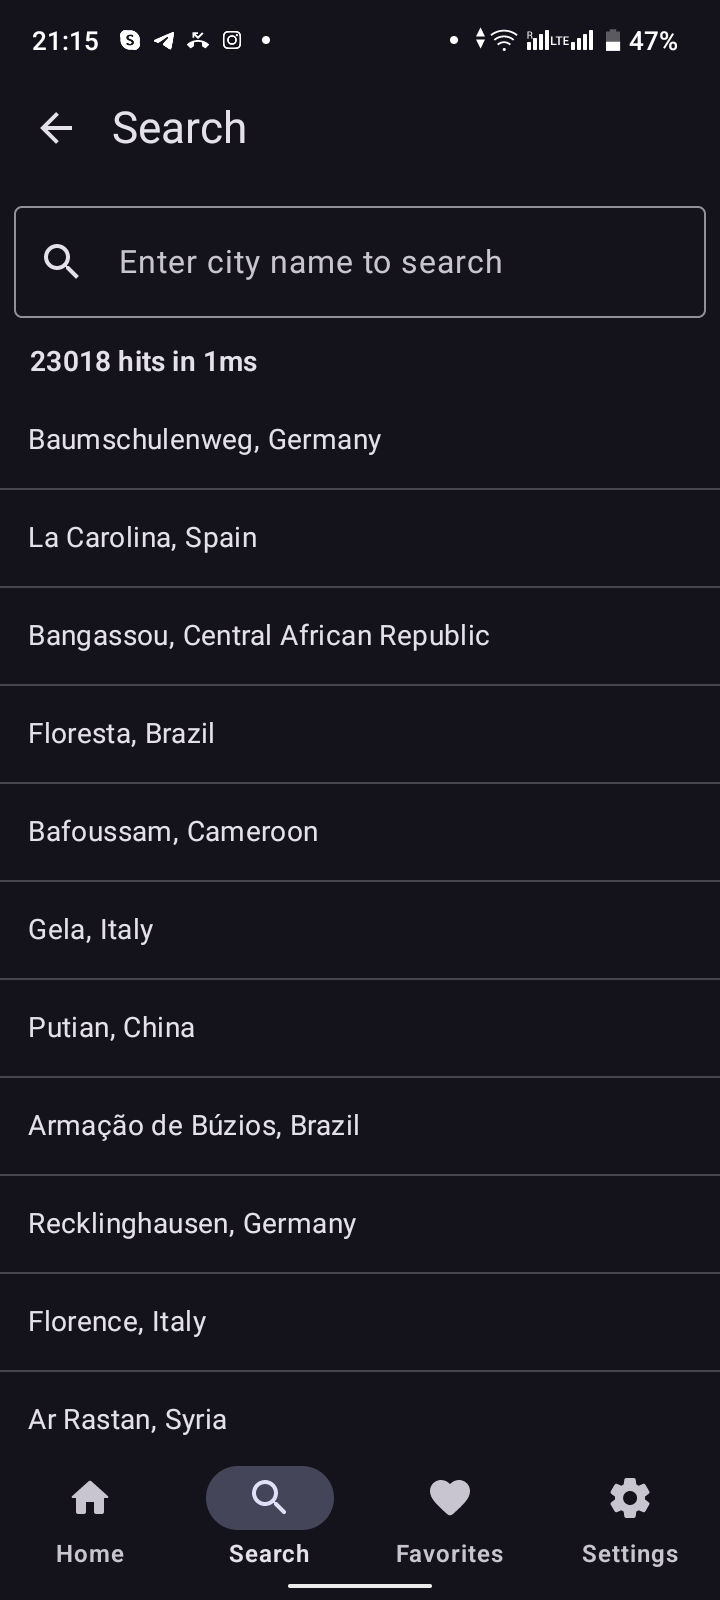 21:15
R LTE 47%
Search
Enter city name to search
23018 hits in 1ms
Baumschulenweg, Germany
La Carolina, Spain
Bangassou, Central African Republic
Floresta, Brazil
Bafoussam, Cameroon
Gela, Italy
Putian, China
Armação de Búzios, Brazil
Recklinghausen, Germany
Florence, Italy
Ar Rastan, Syria
Home Search Favorites Settings